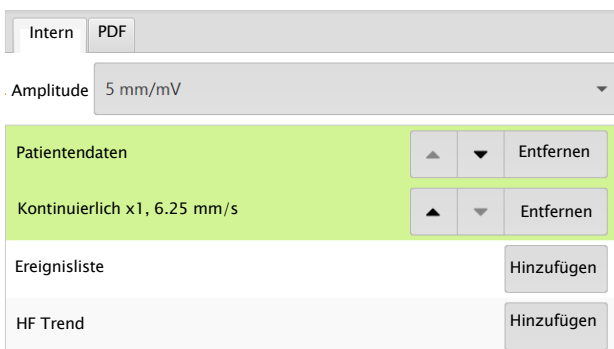 Intern PDF
Amplitude 5 mm/mV
Patientendaten Entfernen
Kontinuierlich x1, 6.25 mm/s Entfernen
Ereignisliste Hinzufügen
HF Trend Hinzufügen